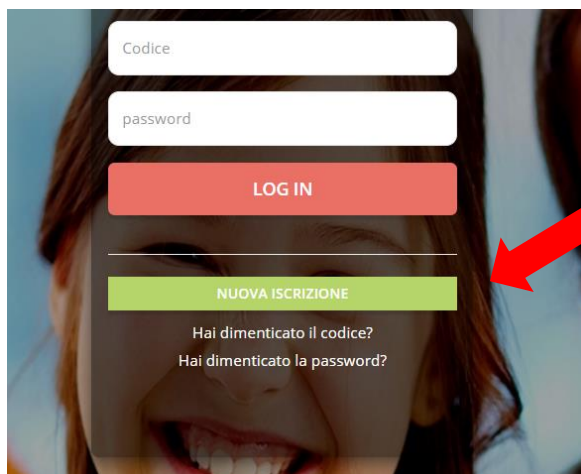 Codice
password
LOG IN
NUOVA ISCRIZIONE
Hai dimenticato il codice?
Hai dimenticato la password?